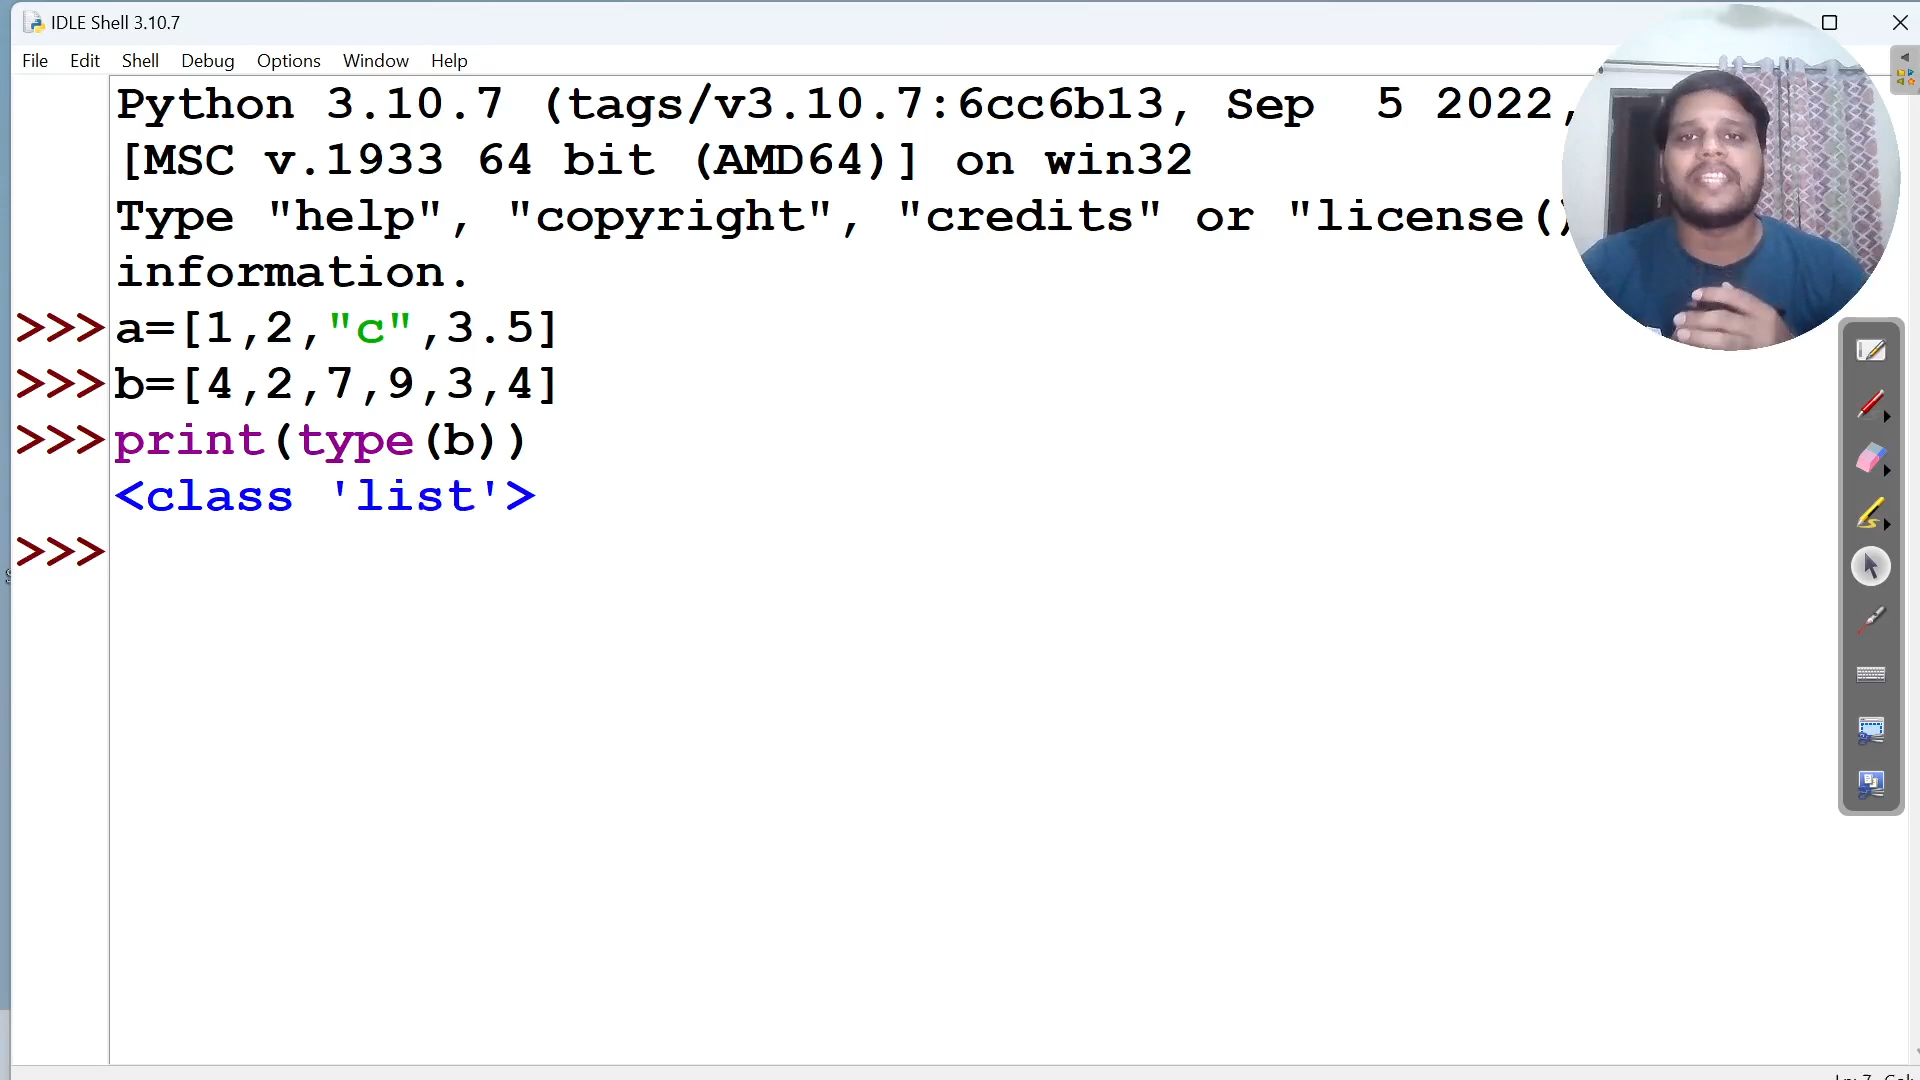 IDLE Shell 3.10.7
File Edit Shell Debug Options Window Help
Python 3.10.7 (tags/v3.10.7:6cc6b13, Sep  5 2022,
[MSC v.1933 64 bit (AMD64)] on win32
Type "help", "copyright", "credits" or "license()
information.
>>> a=[1,2,"c",3.5]
>>> b=[4,2,7,9,3,4]
>>> print(type(b))
<class 'list'>
>>>